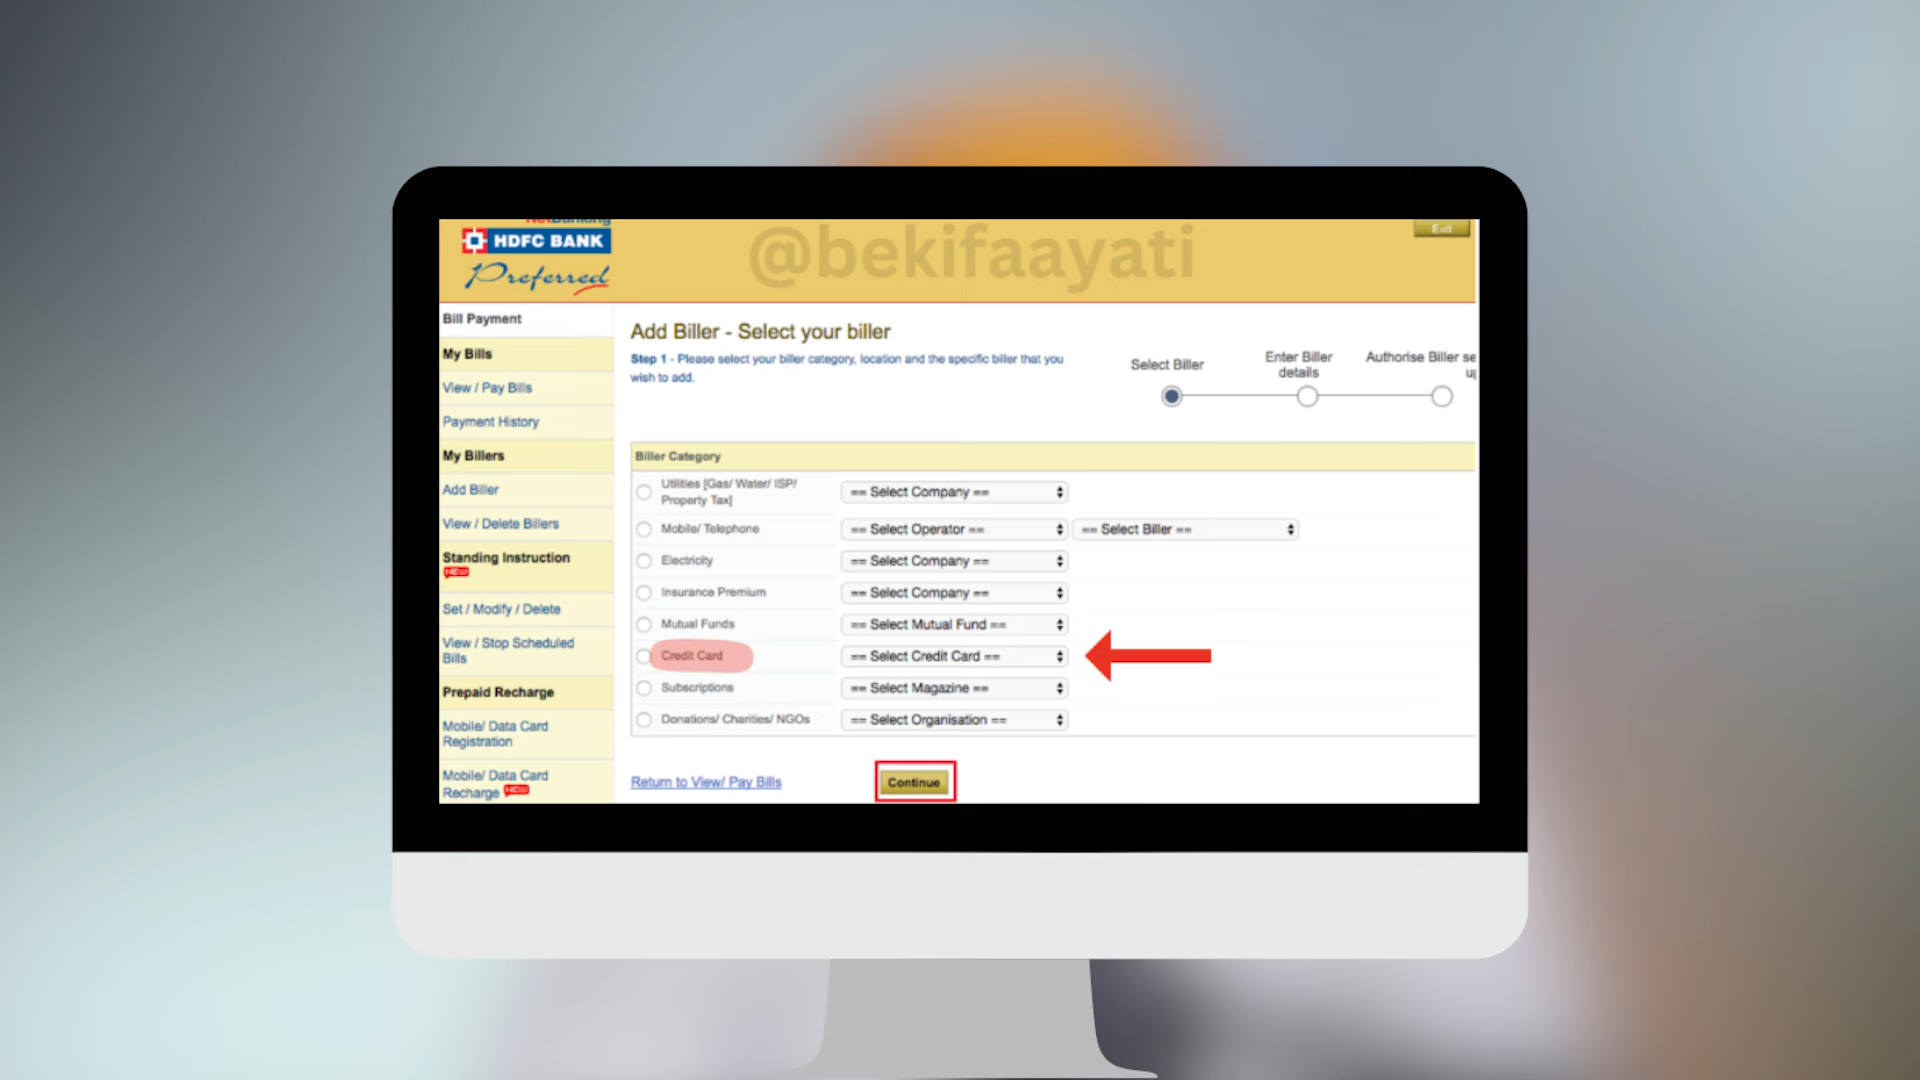 NetBanking
HDFC BANK
Preferred
@bekifaayati
Exit
Bill Payment
My Bills
View / Pay Bills
Payment History
My Billers
Add Biller
View / Delete Billers
Standing Instruction
NEW
Set / Modify / Delete
View / Stop Scheduled
Bills
Prepaid Recharge
Mobile/ Data Card
Registration
Mobile/ Data Card
Recharge NEW
Add Biller - Select your biller
Step 1 - Please select your biller category, location and the specific biller that you
wish to add.
Select Biller
Enter Biller
details
Authorise Biller se
up
Biller Category
Utilities [Gas/ Water/ ISP/
Property Tax]
== Select Company ==
Mobile/ Telephone
== Select Operator ==
== Select Biller ==
Electricity
== Select Company ==
Insurance Premium
== Select Company ==
Mutual Funds
== Select Mutual Fund ==
Credit Card
== Select Credit Card ==
Subscriptions
== Select Magazine ==
Donations/ Charities/ NGOs
== Select Organisation ==
Return to View/ Pay Bills
Continue